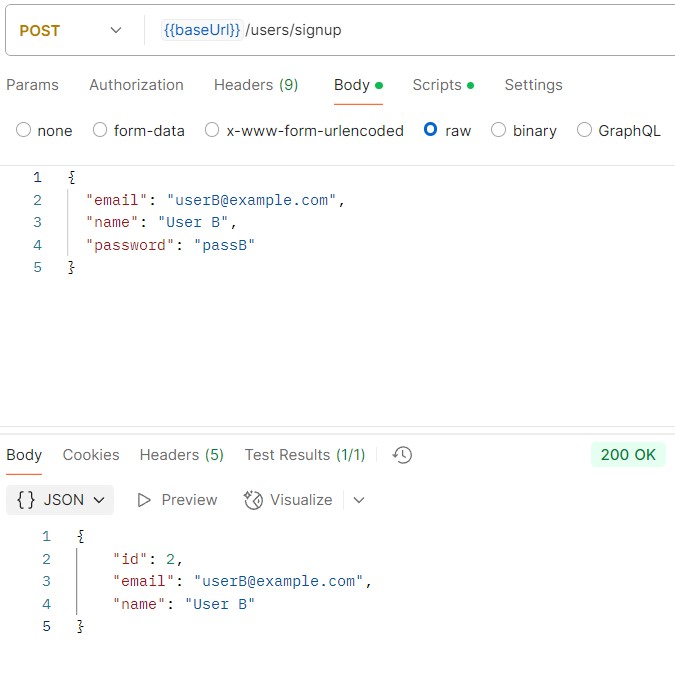 POST {{baseUrl}}/users/signup
Params Authorization Headers (9) Body Scripts Settings
none form-data x-www-form-urlencoded raw binary GraphQL
1 {
2 "email": "userB@example.com",
3 "name": "User B",
4 "password": "passB"
5 }
Body Cookies Headers (5) Test Results (1/1) 200 OK
{} JSON Preview Visualize
1 {
2 "id": 2,
3 "email": "userB@example.com",
4 "name": "User B"
5 }